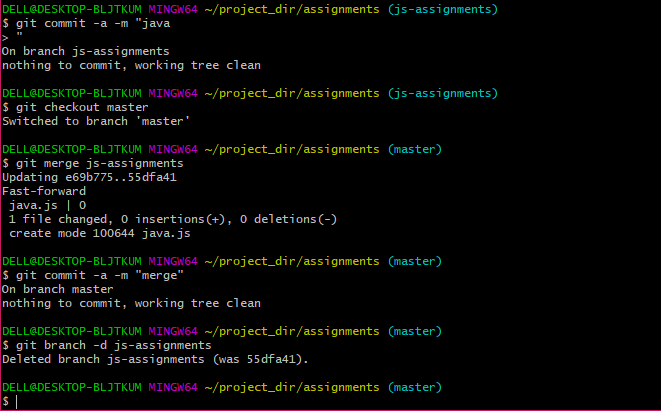 DELL@DESKTOP-BLJTKUM MINGW64 ~/project_dir/assignments (js-assignments)
$ git commit -a -m "java
> "
On branch js-assignments
nothing to commit, working tree clean
DELL@DESKTOP-BLJTKUM MINGW64 ~/project_dir/assignments (js-assignments)
$ git checkout master
Switched to branch 'master'
DELL@DESKTOP-BLJTKUM MINGW64 ~/project_dir/assignments (master)
$ git merge js-assignments
Updating e69b775..55dfa41
Fast-forward
 java.js | 0
 1 file changed, 0 insertions(+), 0 deletions(-)
 create mode 100644 java.js
DELL@DESKTOP-BLJTKUM MINGW64 ~/project_dir/assignments (master)
$ git commit -a -m "merge"
On branch master
nothing to commit, working tree clean
DELL@DESKTOP-BLJTKUM MINGW64 ~/project_dir/assignments (master)
$ git branch -d js-assignments
Deleted branch js-assignments (was 55dfa41).
DELL@DESKTOP-BLJTKUM MINGW64 ~/project_dir/assignments (master)
$